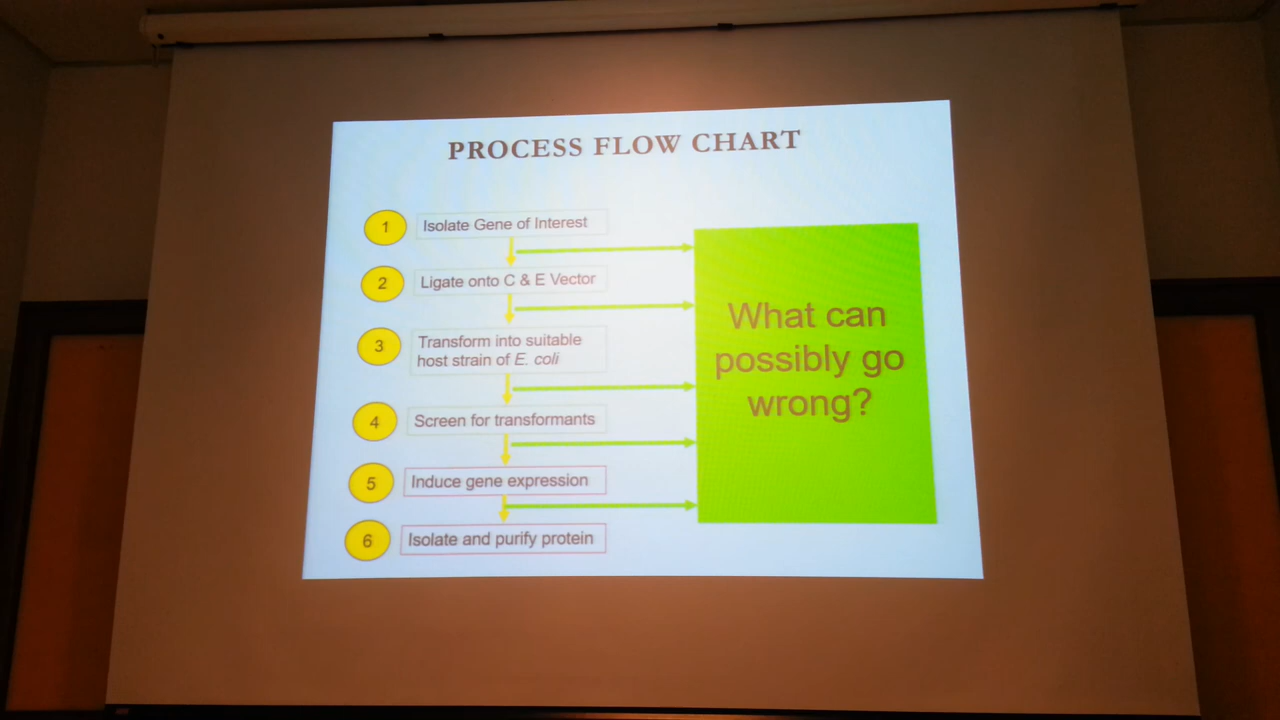 PROCESS FLOW CHART
1 Isolate Gene of Interest
2 Ligate onto C & E Vector
3 Transform into suitable
host strain of E. coli
4 Screen for transformants
5 Induce gene expression
6 Isolate and purify protein
What can
possibly go
wrong?